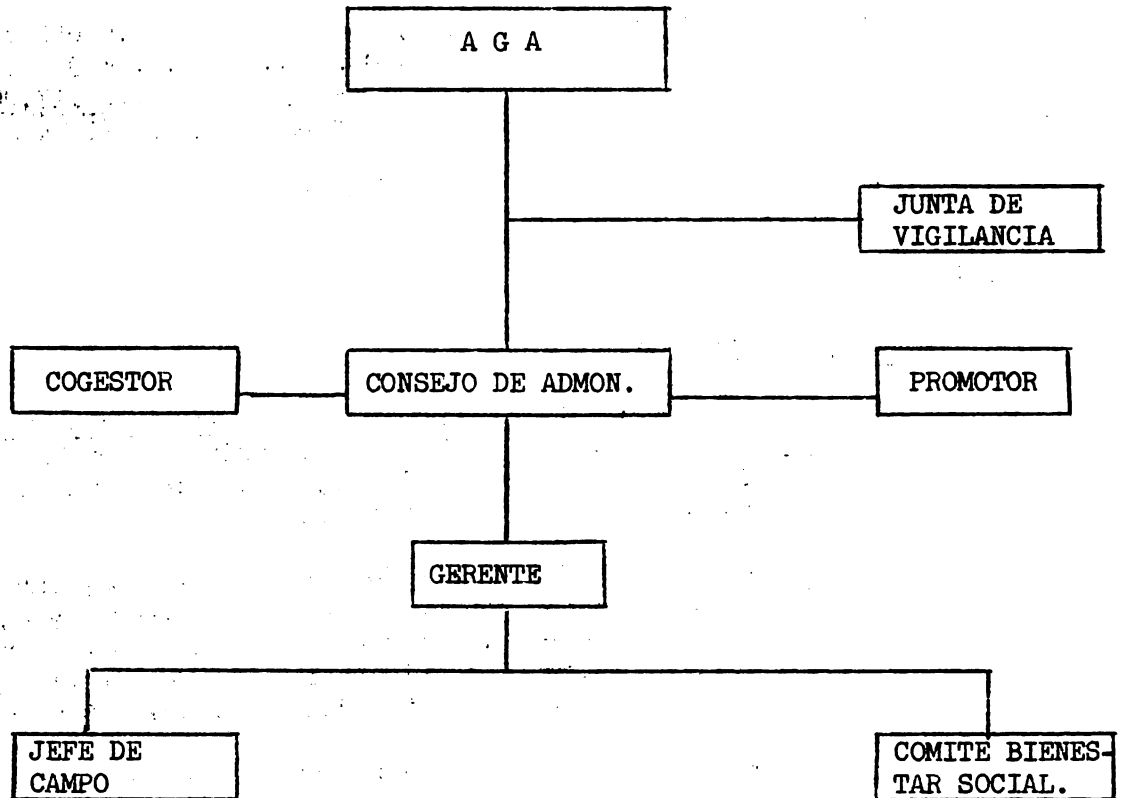 A G A
JUNTA DE
VIGILANCIA
COGESTOR
CONSEJO DE ADMON.
PROMOTOR
GERENTE
JEFE DE
CAMPO
COMITE BIENES-
TAR SOCIAL.